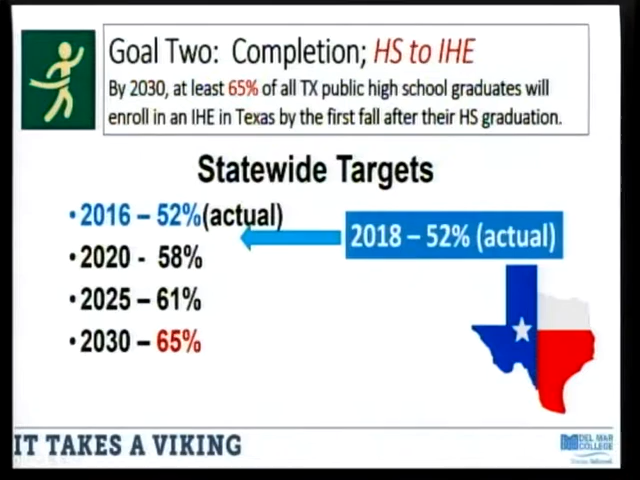 Goal Two: Completion; HS to IHE
By 2030, at least 65% of all TX public high school graduates will
enroll in an IHE in Texas by the first fall after their HS graduation.
Statewide Targets
• 2016 – 52%(actual)
2018 – 52% (actual)
• 2020 - 58%
• 2025 – 61%
• 2030 – 65%
IT TAKES A VIKING
DEL MAR
COLLEGE